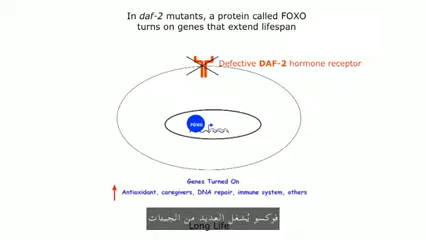 In daf-2 mutants, a protein called FOXO
turns on genes that extend lifespan
Defective DAF-2 hormone receptor
FOXO
Genes Turned On
Antioxidant, caregivers, DNA repair, immune system, others
فوكسو يُشغل العديد من الجينات
Long Life